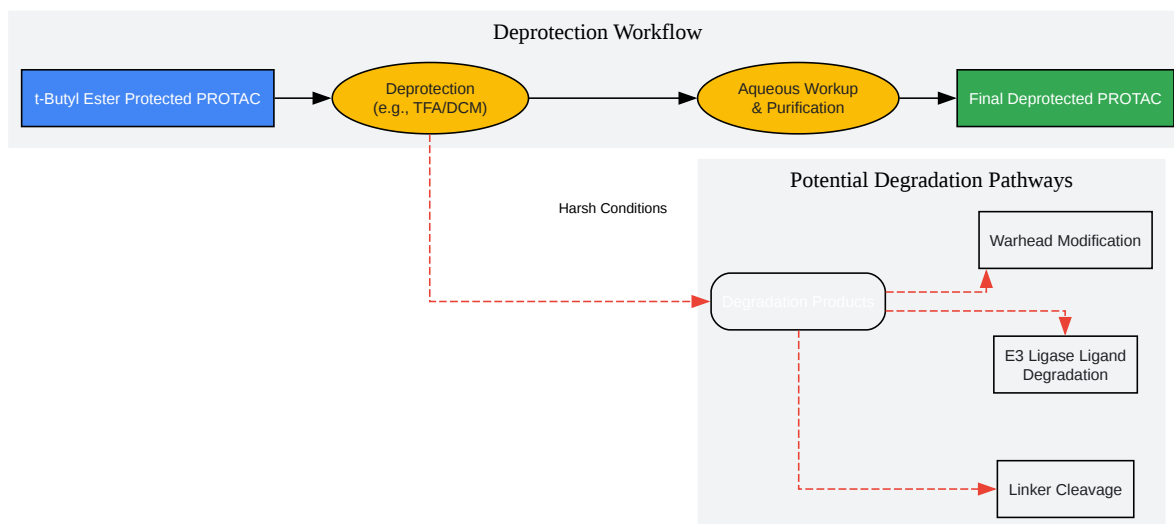 Deprotection Workflow
t-Butyl Ester Protected PROTAC
Deprotection
(e.g., TFA/DCM)
Aqueous Workup
& Purification
Final Deprotected PROTAC
Potential Degradation Pathways
Harsh Conditions
Warhead Modification
Degradation Products
E3 Ligase Ligand
Degradation
Linker Cleavage